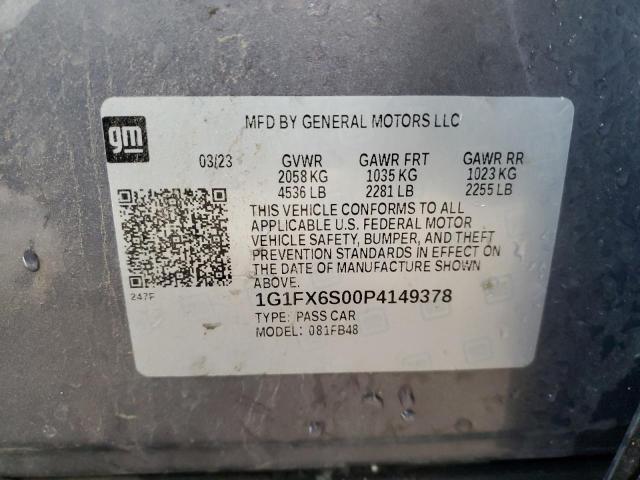 gm
MFD BY GENERAL MOTORS LLC
03/23 GVWR GAWR FRT GAWR RR
2058 KG 1035 KG 1023 KG
4536 LB 2281 LB 2255 LB
THIS VEHICLE CONFORMS TO ALL
APPLICABLE U.S. FEDERAL MOTOR
VEHICLE SAFETY, BUMPER, AND THEFT
PREVENTION STANDARDS IN EFFECT ON
THE DATE OF MANUFACTURE SHOWN
ABOVE.
247F
1G1FX6S00P4149378
TYPE: PASS CAR
MODEL: 081FB48